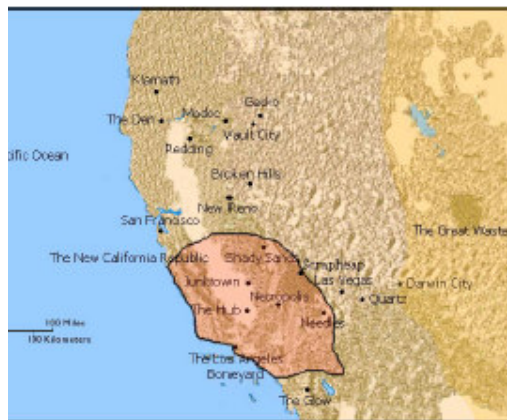 Klamath
Gecko
The Den
Modoc
Vault City
Redding
cific Ocean
Broken Hills
New Reno
San Francisco
The Great Waste
The New California Republic
Shady Sands
Scrapheap
Las Vegas
Junktown
Darwin City
Necropolis
Quartz
The Hub
Needles
100 Miles
100 Kilometers
The Los Angeles
Boneyard
The Glow